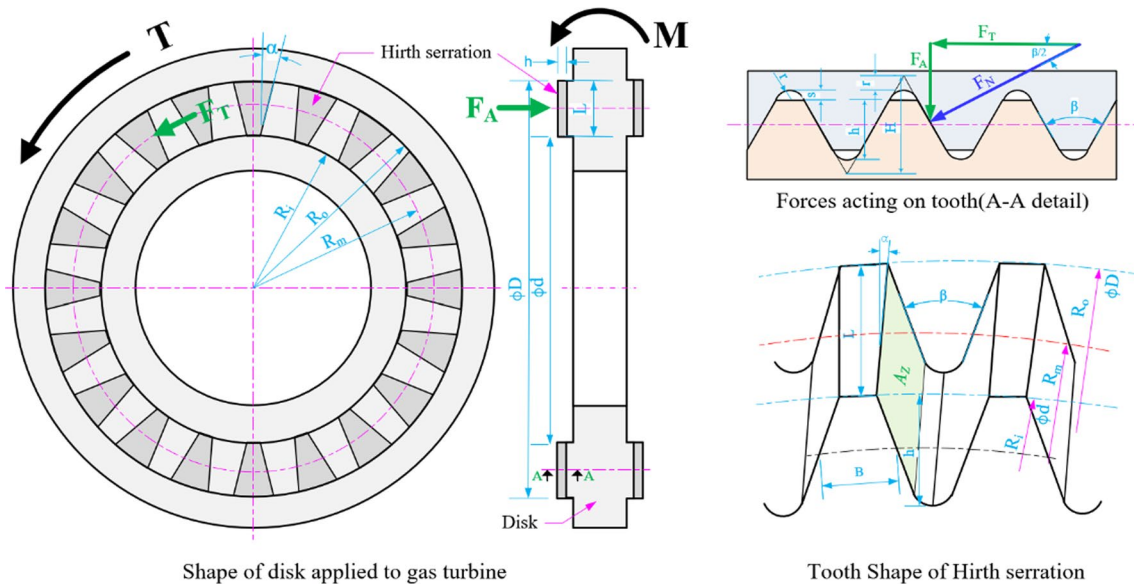 T
α
Hirth serration
F_T
R_i
R_o
R_m
Shape of disk applied to gas turbine
M
h
F_A
L
ϕD
ϕd
A
A
Disk
F_T
β/2
F_A
F_N
r
s
r
h
H
β
Forces acting on tooth(A-A detail)
α
β
L
A_Z
h
B
R_o
ϕD
R_m
ϕd
R_i
Tooth Shape of Hirth serration